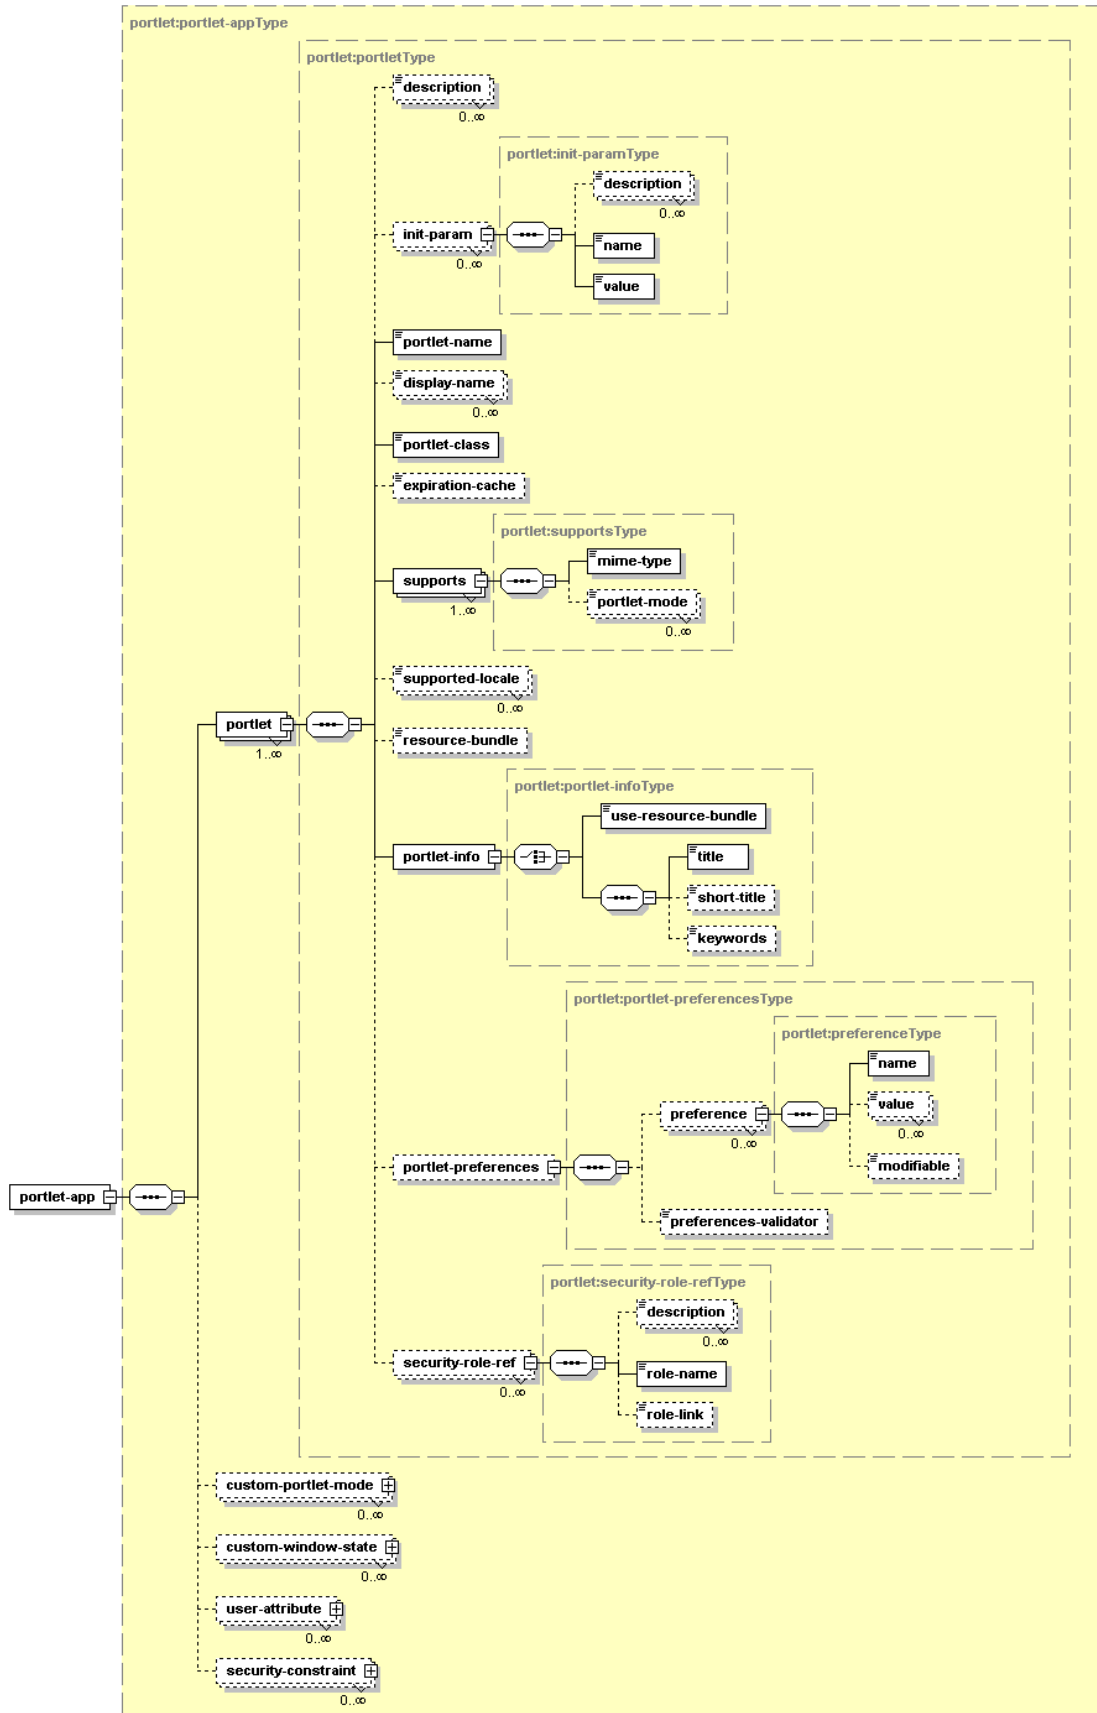 portlet:portlet-appType
portlet:portletType
description
0..∞
portlet:init-paramType
description
0..∞
init-param
0..∞
name
value
portlet-name
display-name
0..∞
portlet-class
expiration-cache
portlet:supportsType
mime-type
supports
1..∞
portlet-mode
0..∞
supported-locale
0..∞
portlet
1..∞
resource-bundle
portlet:portlet-infoType
use-resource-bundle
portlet-info
title
short-title
keywords
portlet:portlet-preferencesType
portlet:preferenceType
name
preference
0..∞
value
0..∞
modifiable
portlet-preferences
preferences-validator
portlet-app
portlet:security-role-refType
description
0..∞
security-role-ref
0..∞
role-name
role-link
custom-portlet-mode
0..∞
custom-window-state
0..∞
user-attribute
0..∞
security-constraint
0..∞